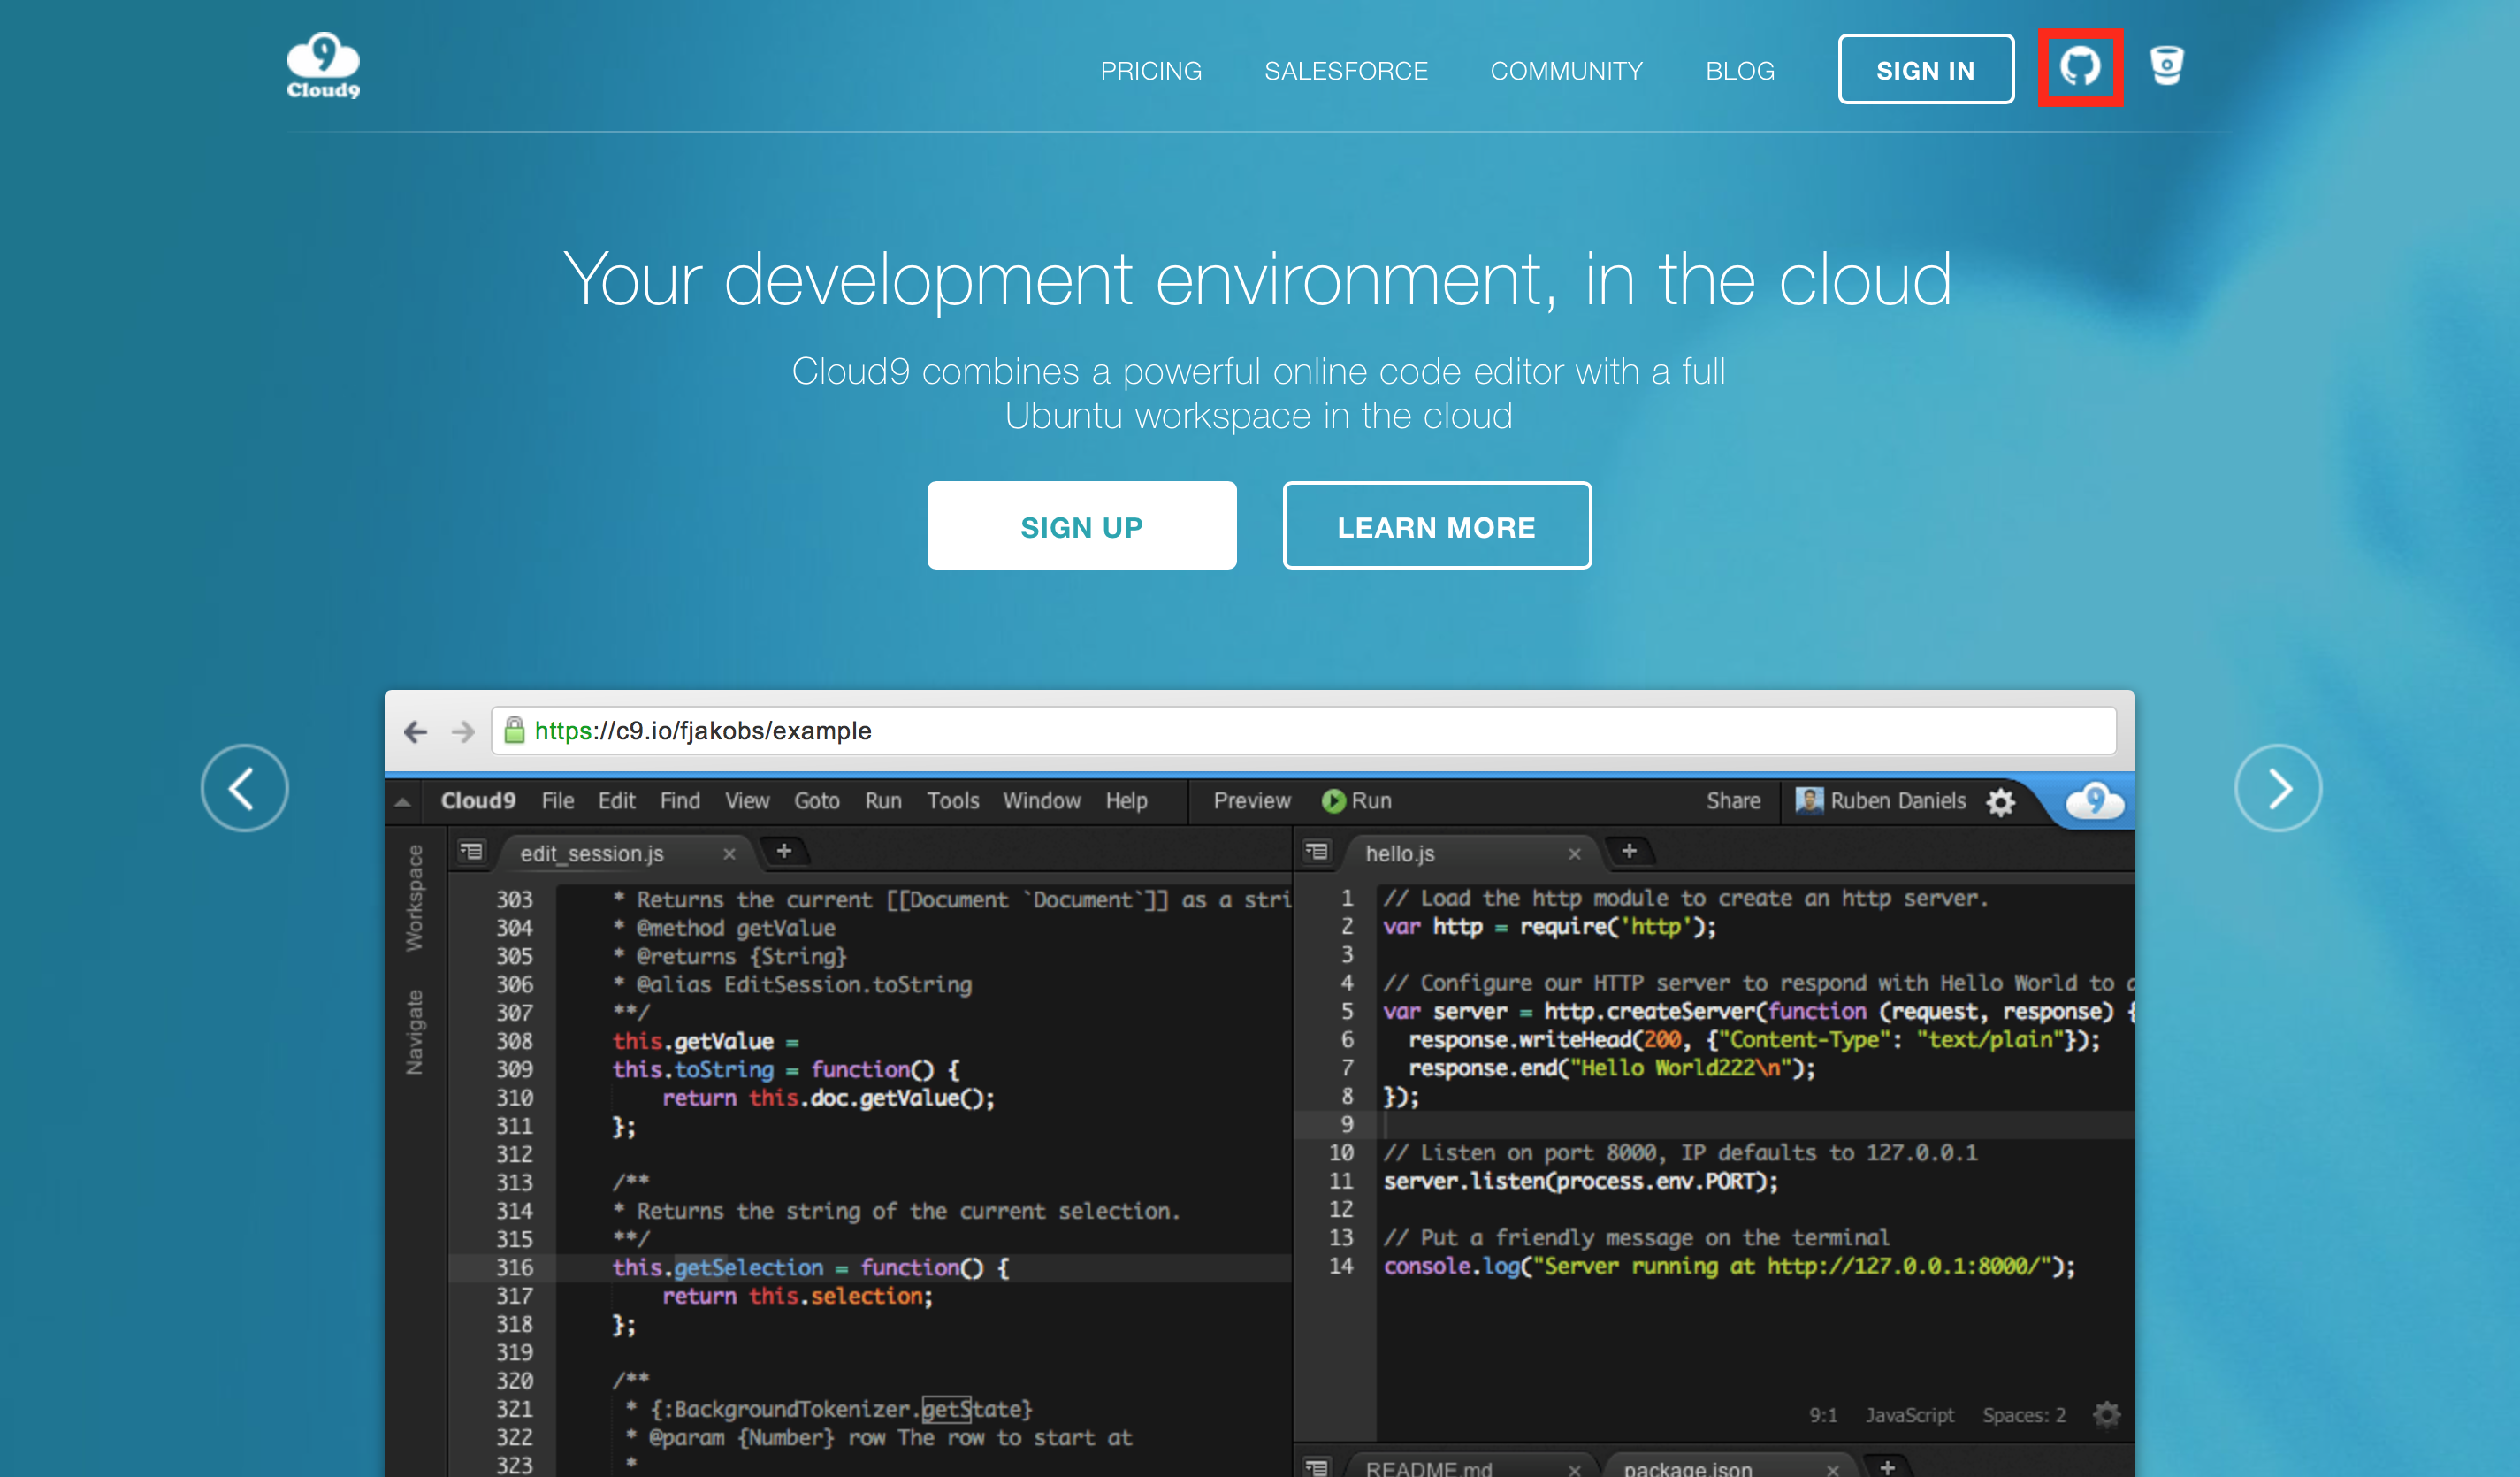 9
Cloud9
PRICING
SALESFORCE
COMMUNITY
BLOG
SIGN IN
Your development environment, in the cloud
Cloud9 combines a powerful online code editor with a full
Ubuntu workspace in the cloud
SIGN UP
LEARN MORE
https://c9.io/fjakobs/example
Cloud9 File Edit Find View Goto Run Tools Window Help Preview Run Share Ruben Daniels 9
Workspace
Navigate
edit_session.js × +
303 * Returns the current [[Document `Document`]] as a stri
304 * @method getValue
305 * @returns {String}
306 * @alias EditSession.toString
307 **/
308 this.getValue =
309 this.toString = function() {
310 return this.doc.getValue();
311 };
312
313 /**
314 * Returns the string of the current selection.
315 **/
316 this.getSelection = function() {
317 return this.selection;
318 };
319
320 /**
321 * {:BackgroundTokenizer.getState}
322 * @param {Number} row The row to start at
323 *
hello.js × +
1 // Load the http module to create an http server.
2 var http = require('http');
3
4 // Configure our HTTP server to respond with Hello World to a
5 var server = http.createServer(function (request, response) {
6 response.writeHead(200, {"Content-Type": "text/plain"});
7 response.end("Hello World222\n");
8 });
9
10 // Listen on port 8000, IP defaults to 127.0.0.1
11 server.listen(process.env.PORT);
12
13 // Put a friendly message on the terminal
14 console.log("Server running at http://127.0.0.1:8000/");
9:1 JavaScript Spaces: 2
README.md × package.json × +